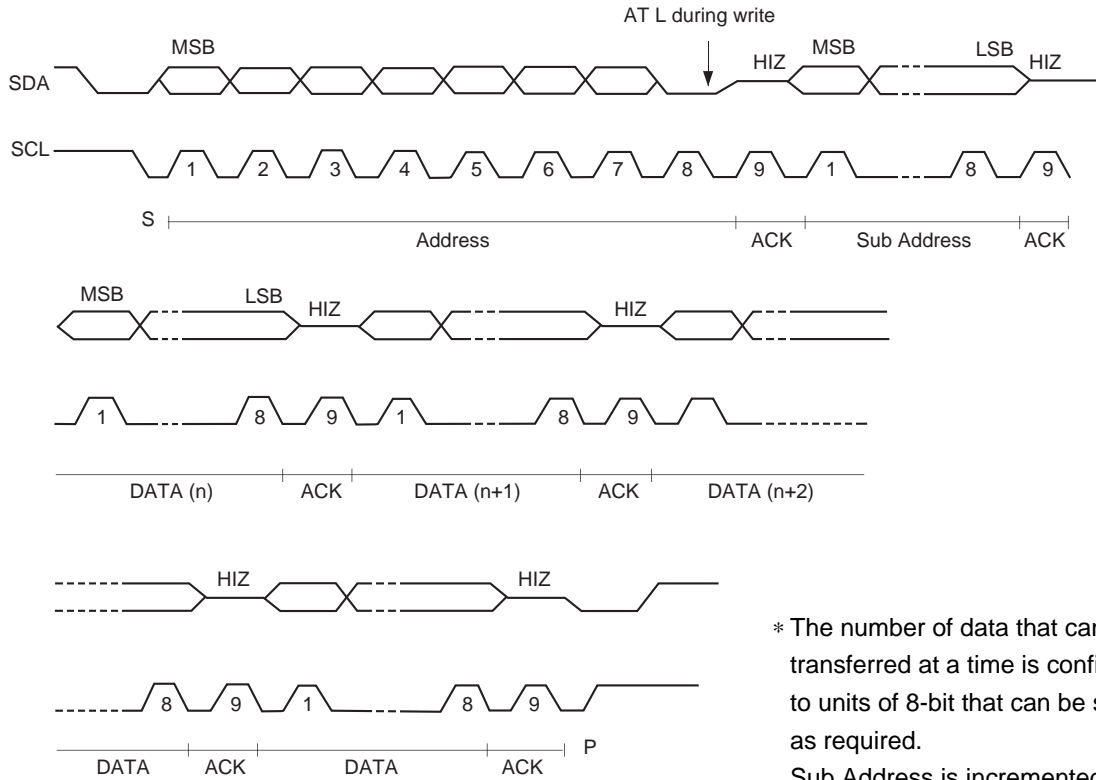 AT L during write
MSB HIZ MSB LSB HIZ
SDA
SCL
1 2 3 4 5 6 7 8 9 1 8 9
S
Address ACK Sub Address ACK
MSB LSB HIZ HIZ
1 8 9 1 8 9
DATA (n) ACK DATA (n+1) ACK DATA (n+2)
HIZ HIZ
8 9 1 8 9
P
DATA ACK DATA ACK
* The number of data that can
transferred at a time is
to units of 8-bit that can be
as required.
Sub Address is incremented